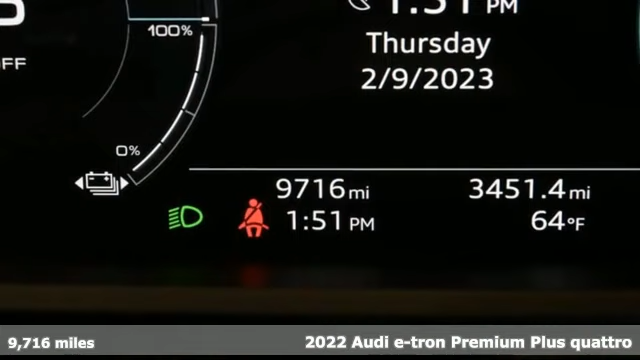 1:51 PM
100%
OFF
Thursday
2/9/2023
0%
9716 mi
3451.4 mi
1:51 PM
64°F
9,716 miles
2022 Audi e-tron Premium Plus quattro